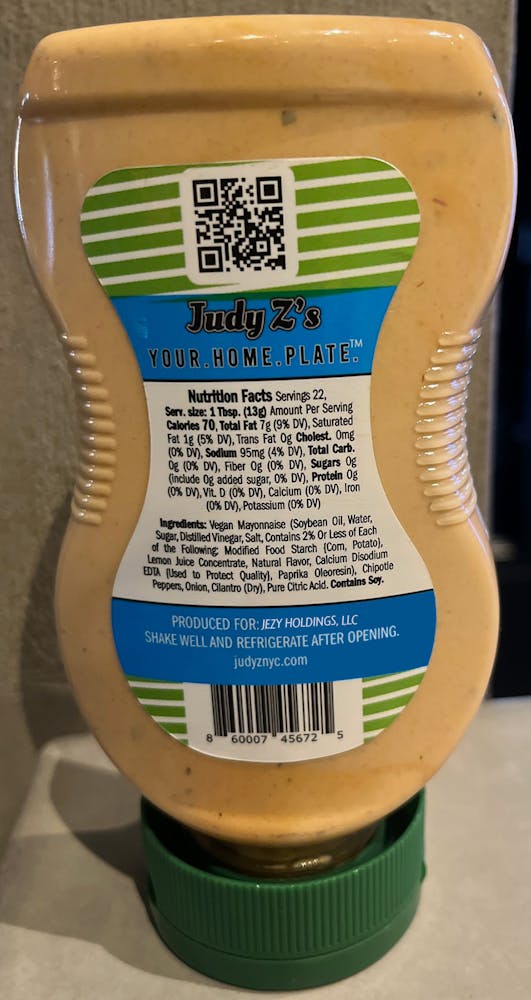 Judy Z's
YOUR.HOME.PLATE.™
Nutrition Facts Servings 22,
Serv. size: 1 Tbsp. (13g) Amount Per Serving
Calories 70, Total Fat 7g (9% DV), Saturated
Fat 1g (5% DV), Trans Fat 0g Cholest. 0mg
(0% DV), Sodium 95mg (4% DV), Total Carb.
0g (0% DV), Fiber 0g (0% DV), Sugars 0g
(include 0g added sugar, 0% DV), Protein 0g
(0% DV), Vit. D (0% DV), Calcium (0% DV), Iron
(0% DV), Potassium (0% DV)
Ingredients: Vegan Mayonnaise (Soybean Oil, Water,
Sugar, Distilled Vinegar, Salt, Contains 2% Or Less of Each
of the Following: Modified Food Starch {Corn, Potato},
Lemon Juice Concentrate, Natural Flavor, Calcium Disodium
EDTA {Used to Protect Quality}, Paprika Oleoresin), Chipotle
Peppers, Onion, Cilantro (Dry), Pure Citric Acid. Contains Soy.
PRODUCED FOR: JEZY HOLDINGS, LLC
SHAKE WELL AND REFRIGERATE AFTER OPENING.
judyznyc.com
8 60007 45672 5